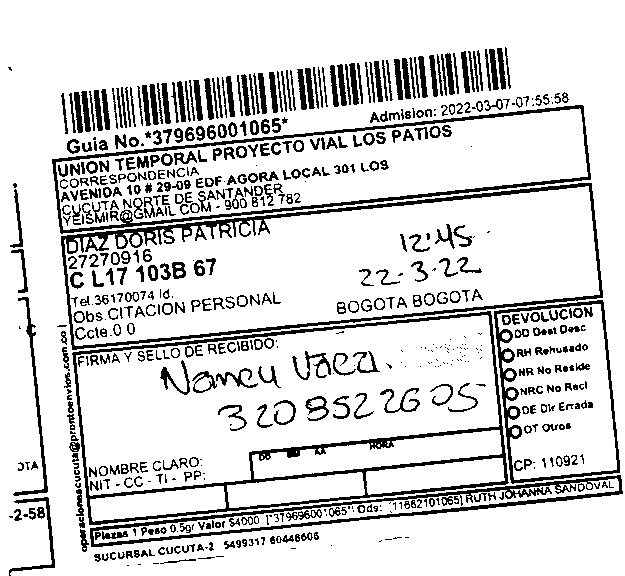 Guia No.*379696001065*
Admision: 2022-03-07-07:55:58
UNION TEMPORAL PROYECTO VIAL LOS PATIOS
CORRESPONDENCIA
AVENIDA 10 # 29-09 EDF AGORA LOCAL 301 LOS
CUCUTA NORTE DE SANTANDER
YEISMIR@GMAIL COM - 900 812 782
DIAZ DORIS PATRICIA
27270916
C L17 103B 67
Tel.36170074 Id.
Obs.CITACION PERSONAL
Ccte.0 0
12:45
22-3-22
BOGOTA BOGOTA
FIRMA Y SELLO DE RECIBIDO:
Nancy
3208522605
DD MM AA HORA
NOMBRE CLARO:
NIT - CC - TI - PP:
DEVOLUCION
DD Dest Desc
RH Rehusado
NR No Reside
NRC No Recl
DE Dir Errada
OT Otros
CP: 110921
Piezas 1 Peso 0.5gr Valor $4000 [*379696001065*] Ods: [11662101065] RUTH JOHANNA SANDOVAL
SUCURSAL CUCUTA-2 5499317 60446606
operacionescucuta@prontoenvios.com.co
C
OTA
-2-58